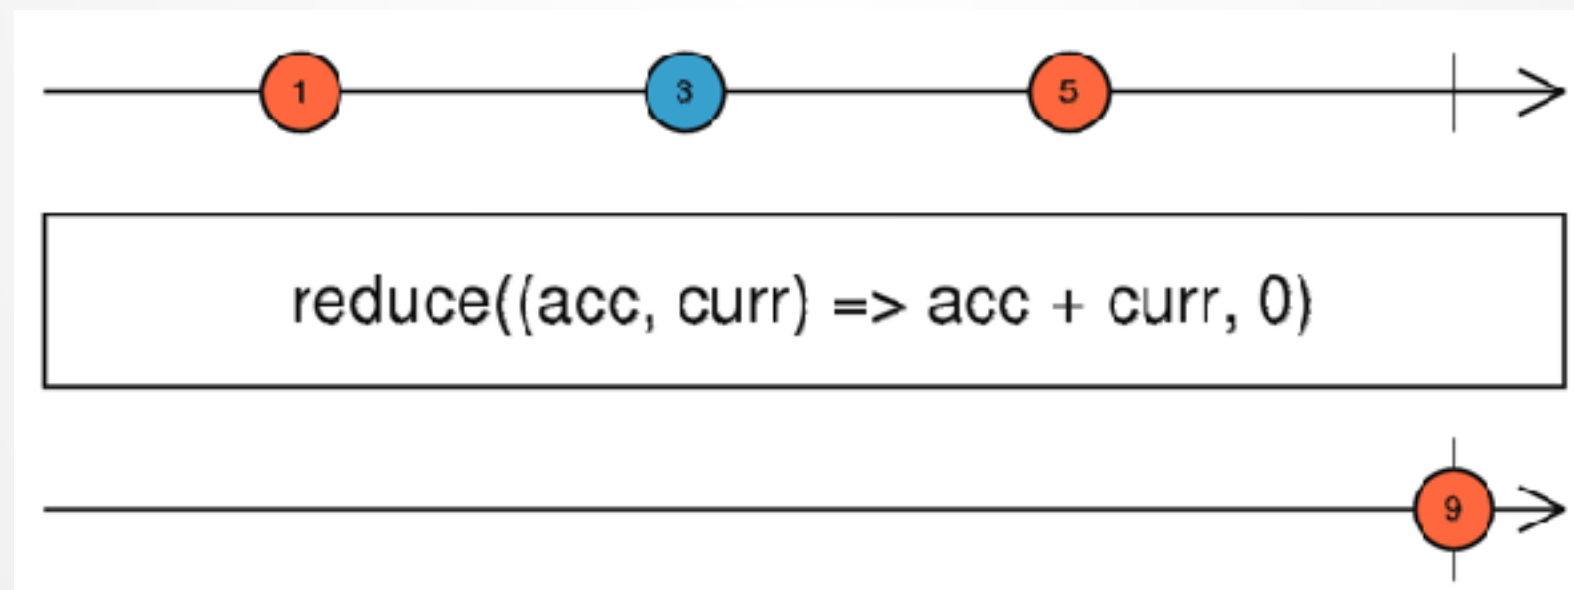 1 3 5
reduce((acc, curr) => acc + curr, 0)
9